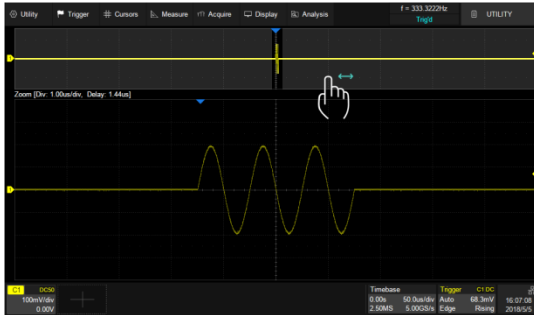 Utility Trigger Cursors Measure Acquire Display Analysis
f = 333.3222Hz
Trig'd
UTILITY
Zoom [Div: 1.00us/div, Delay: 1.44us]
C1 DC50
100mV/div
0.00V
Timebase
0.00s 50.0us/div
2.50MS 5.00GS/s
Trigger C1 DC
Auto 68.3mV
Edge Rising
16:07:08
2018/5/5